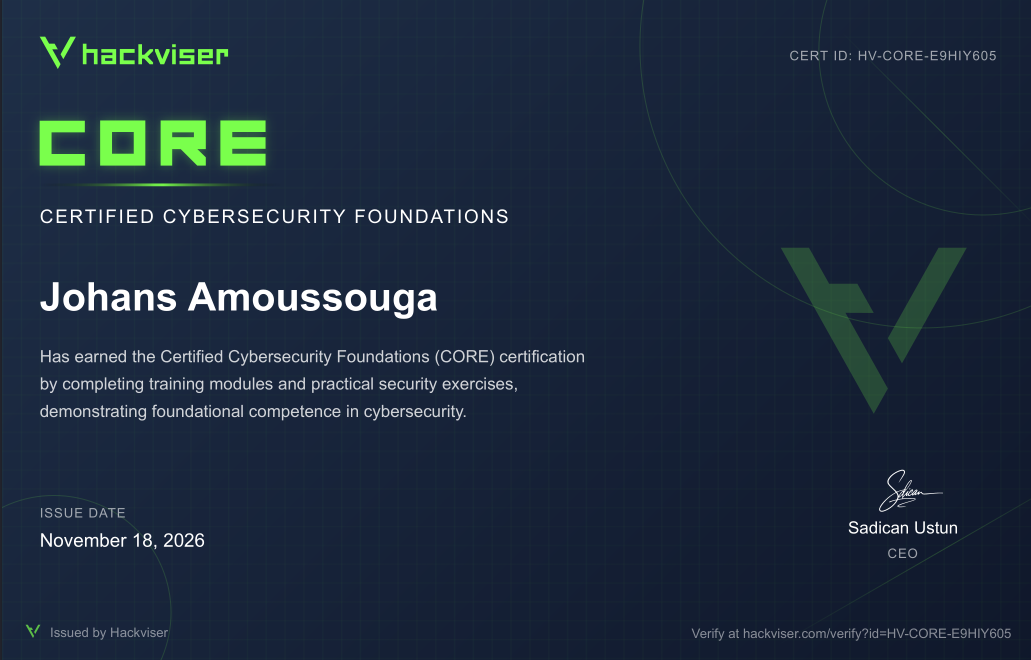 hackviser
CERT ID: HV-CORE-E9HIY605
CORE
CERTIFIED CYBERSECURITY FOUNDATIONS
Johans Amoussouga
Has earned the Certified Cybersecurity Foundations (CORE) certification
by completing training modules and practical security exercises,
demonstrating foundational competence in cybersecurity.
Sadican
ISSUE DATE
November 18, 2026
Sadican Ustun
CEO
Issued by Hackviser
Verify at hackviser.com/verify?id=HV-CORE-E9HIY605